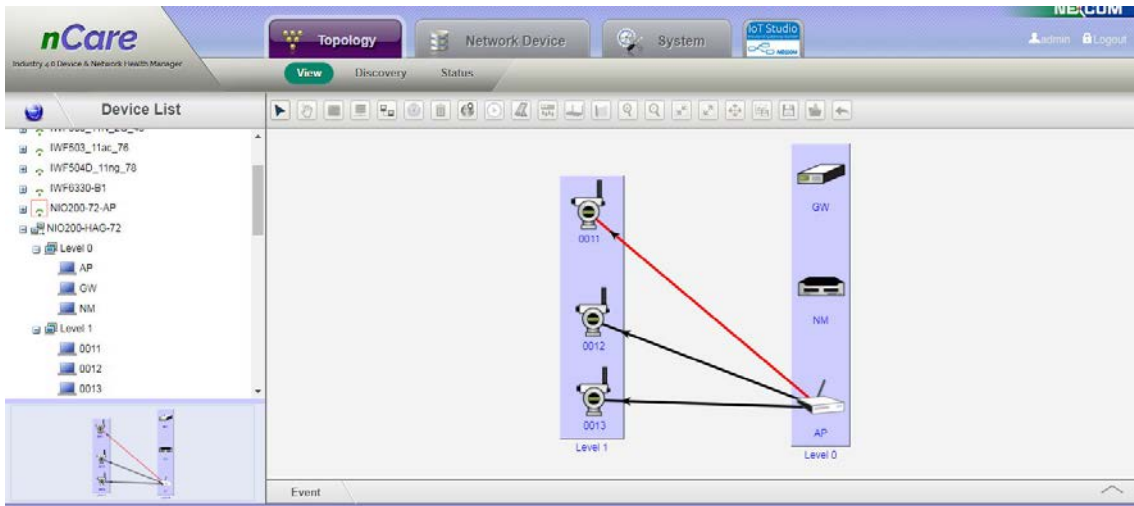 NEXCOM
nCare
Industry 4.0 Device & Network Health Manager
Topology
Network Device
System
IoT Studio
admin
Logout
View
Discovery
Status
Device List
IWF503_11ac_76
IWF504D_11ng_78
IWF6330-B1
NIO200-72-AP
NIO200-HAG-72
Level 0
AP
GW
NM
Level 1
0011
0012
0013
GW
0011
NM
0012
0013
AP
Level 1
Level 0
Event